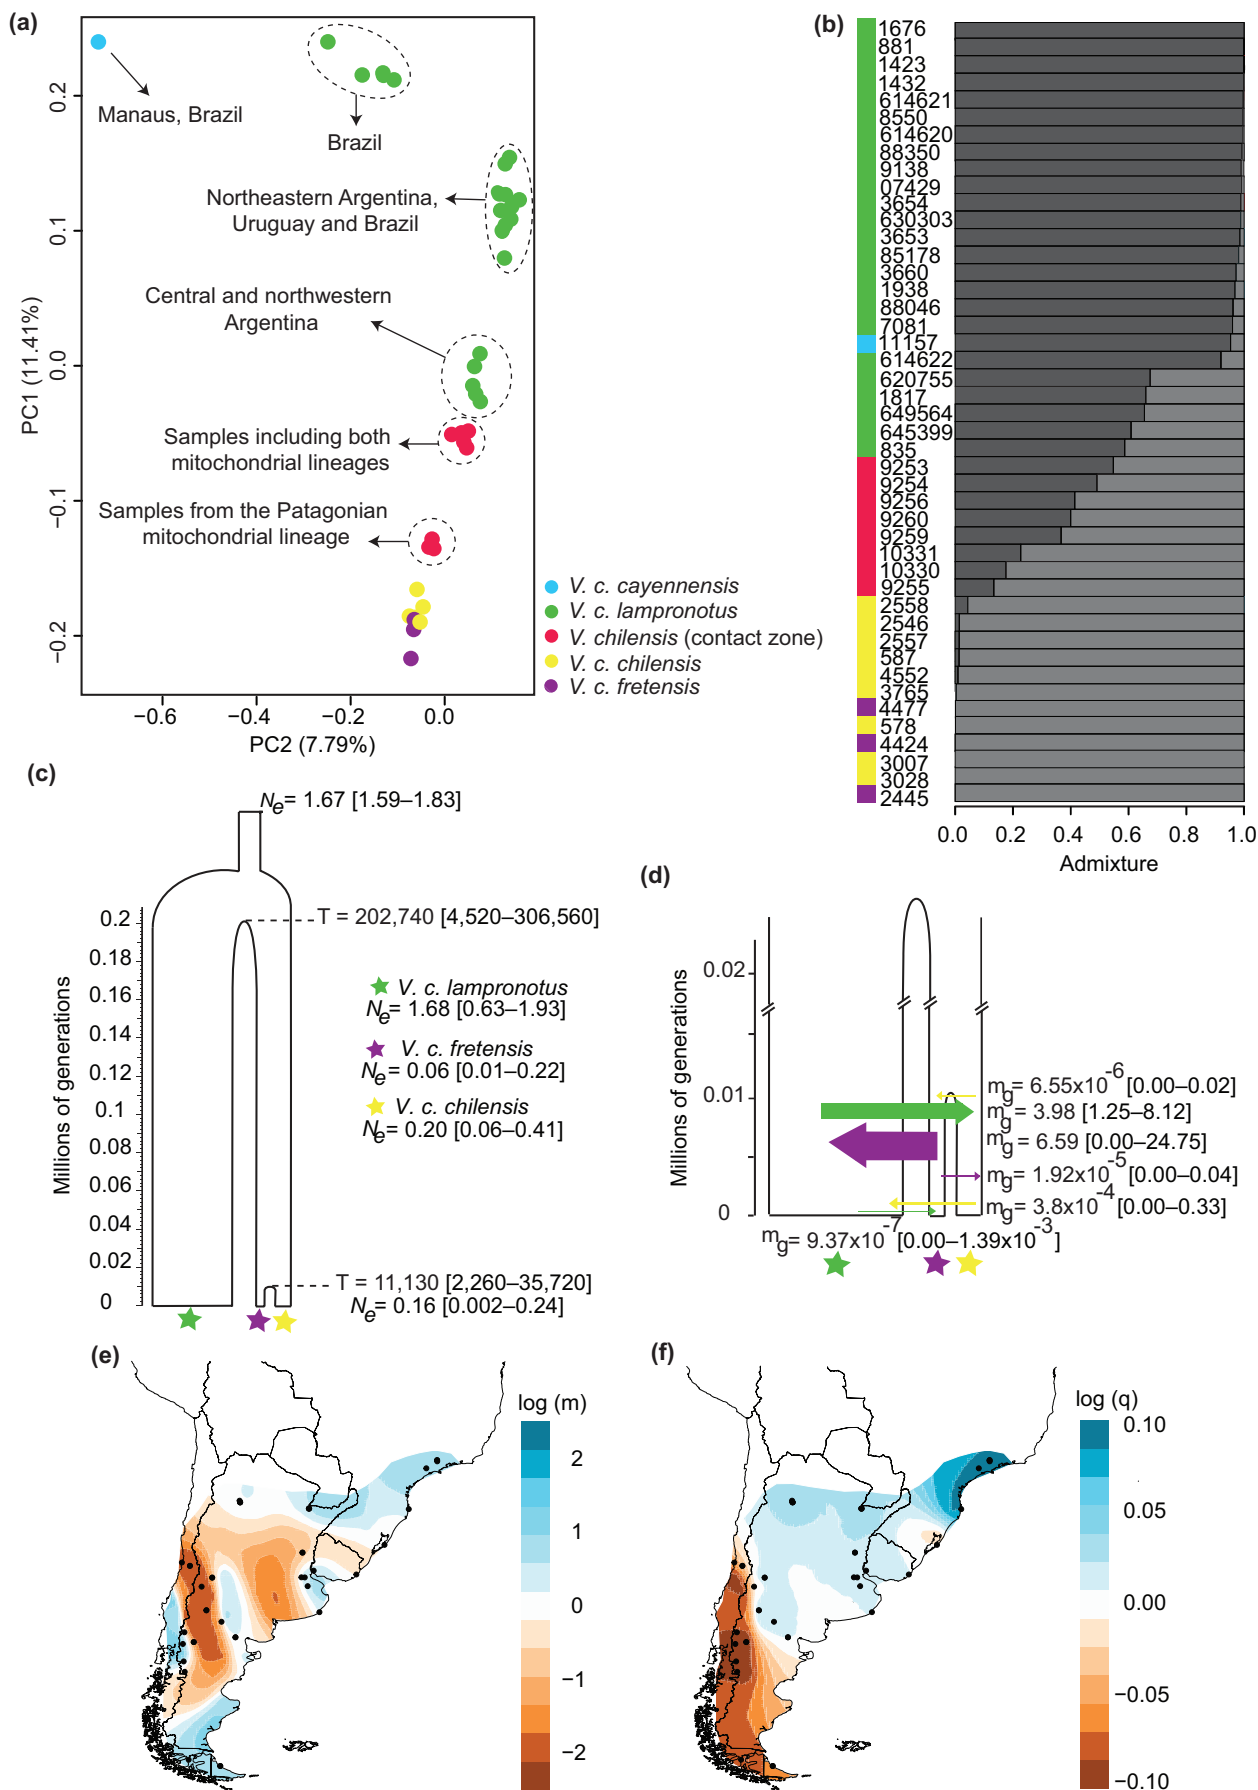 (a)
0.2
0.1
0.0
−0.1
−0.2
PC1 (11.41%)
Manaus, Brazil
Brazil
Northeastern Argentina,
Uruguay and Brazil
Central and northwestern
Argentina
Samples including both
mitochondrial lineages
Samples from the Patagonian
mitochondrial lineage
−0.6
−0.4
−0.2
0.0
PC2 (7.79%)
V. c. cayennensis
V. c. lampronotus
V. chilensis (contact zone)
V. c. chilensis
V. c. fretensis
(b)
1676
881
1423
1432
614621
8550
614620
88350
9138
07429
3654
630303
3653
85178
3660
1938
88046
7081
11157
614622
620755
1817
649564
645399
835
9253
9254
9256
9260
9259
10331
10330
9255
2558
2546
2557
587
4552
3765
4477
578
4424
3007
3028
2445
0.0
0.2
0.4
0.6
0.8
1.0
Admixture
(c)
Ne= 1.67 [1.59–1.83]
0.2
0.18
0.16
0.14
0.12
0.1
0.08
0.06
0.04
0.02
0
Millions of generations
T = 202,740 [4,520–306,560]
V. c. lampronotus
Ne= 1.68 [0.63–1.93]
V. c. fretensis
Ne= 0.06 [0.01–0.22]
V. c. chilensis
Ne= 0.20 [0.06–0.41]
T = 11,130 [2,260–35,720]
Ne= 0.16 [0.002–0.24]
(d)
0.02
0.01
0
Millions of generations
mg= 6.55x10−6 [0.00–0.02]
mg= 3.98 [1.25–8.12]
mg= 6.59 [0.00–24.75]
mg= 1.92x10−5 [0.00–0.04]
mg= 3.8x10−4 [0.00–0.33]
mg= 9.37x10−7 [0.00–1.39x10−3]
(e)
log (m)
2
1
0
−1
−2
(f)
log (q)
0.10
0.05
0.00
−0.05
−0.10